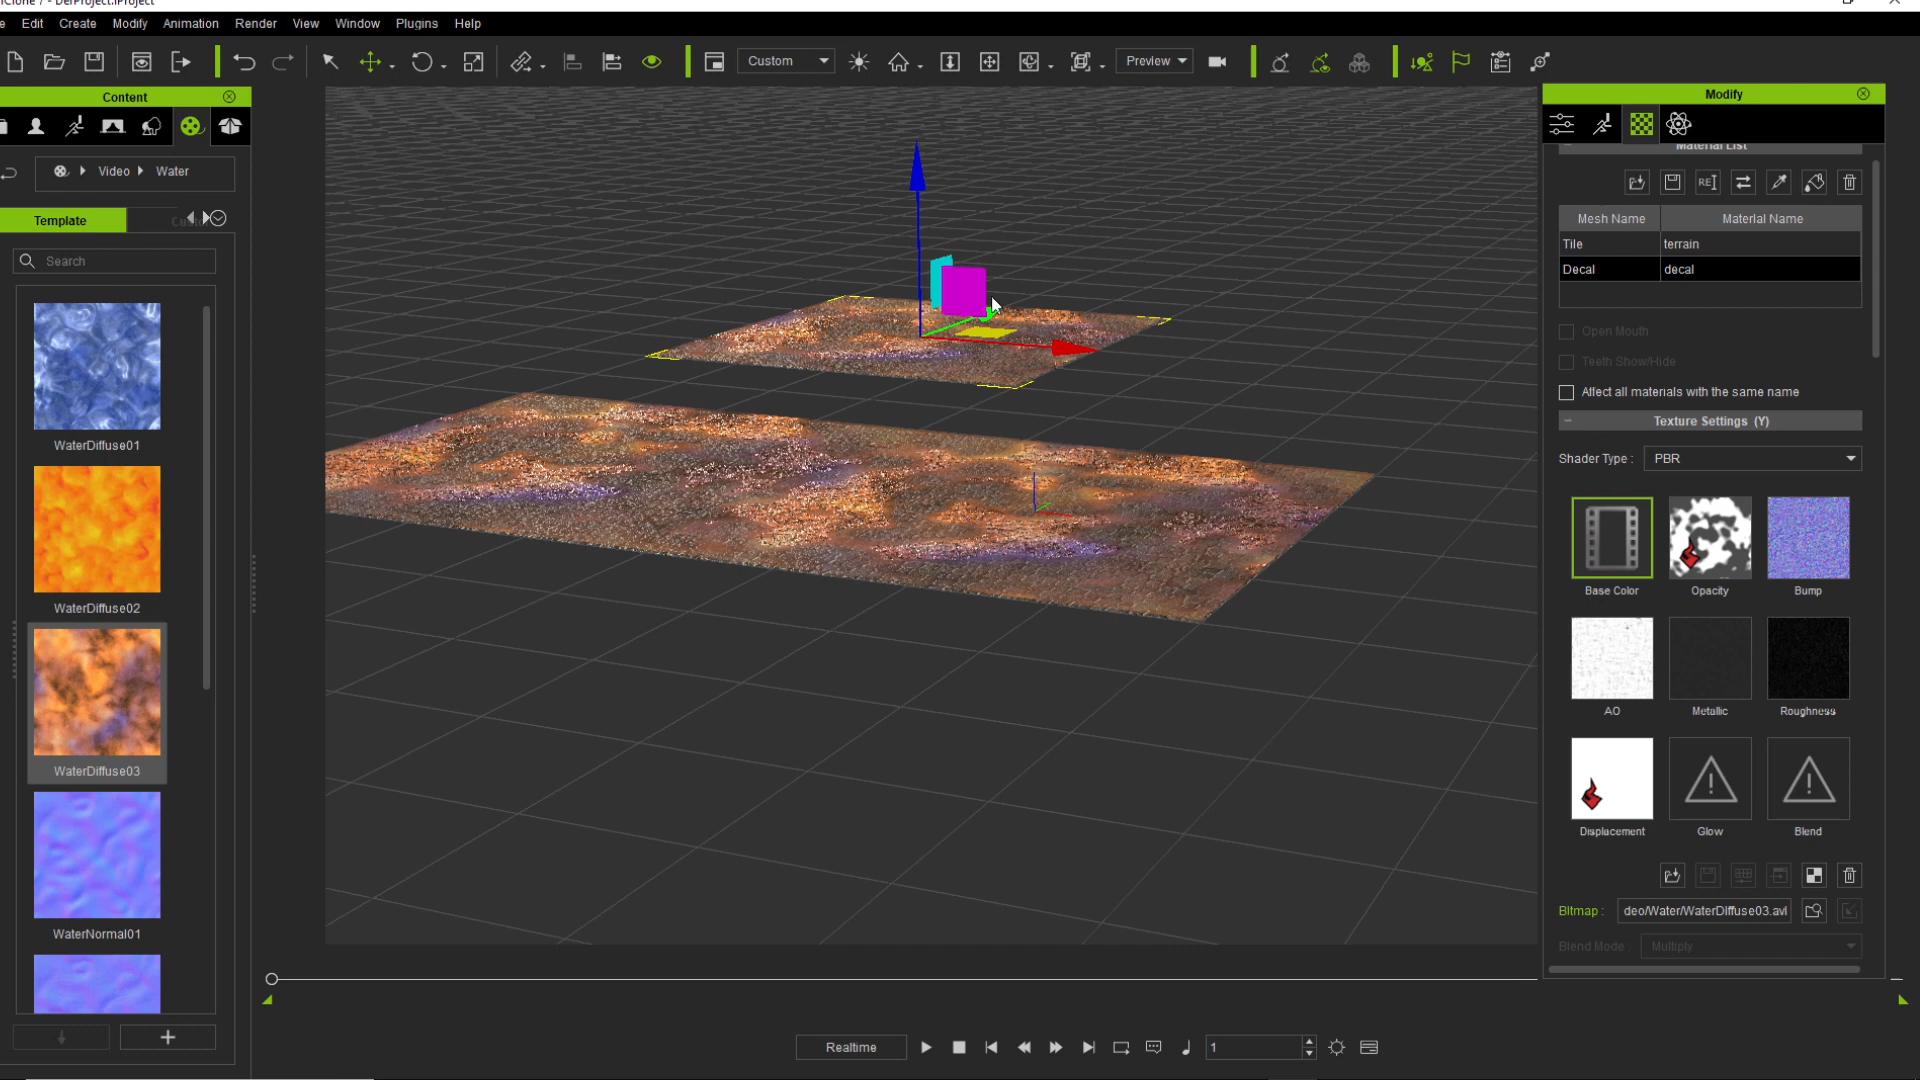 Edit Create Modify Animation Render View Window Plugins Help
Custom
Preview
Content
Video Water
Template
Search
WaterDiffuse01
WaterDiffuse02
WaterDiffuse03
WaterNormal01
Modify
Material List
Mesh Name Material Name
Tile terrain
Decal decal
Open Mouth
Teeth Show/Hide
Affect all materials with the same name
Texture Settings (Y)
Shader Type : PBR
Base Color Opacity Bump
AO Metallic Roughness
Displacement Glow Blend
Bitmap : deo/Water/WaterDiffuse03.avi
Blend Mode : Multiply
Realtime
1